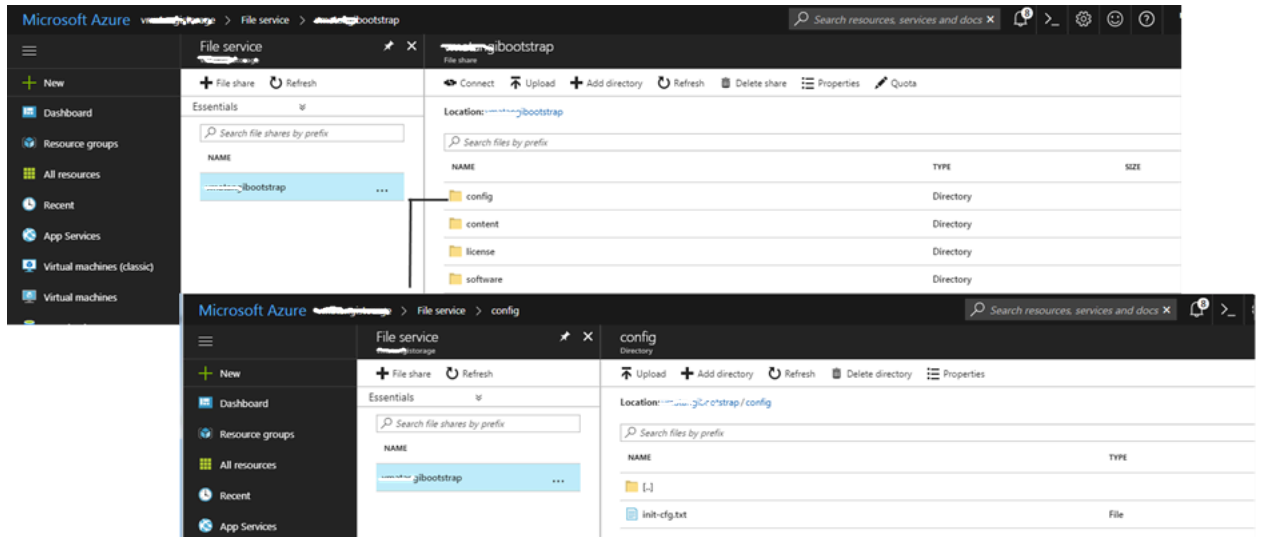 Microsoft Azure > File service > bootstrap
Search resources, services and docs ×
File service
gibootstrap
File share
New
File share Refresh
Connect Upload Add directory Refresh Delete share Properties Quota
Dashboard
Essentials
Location: gibootstrap
Resource groups
Search file shares by prefix
Search files by prefix
All resources
NAME
NAME TYPE SIZE
Recent
ibootstrap ...
config Directory
App Services
content Directory
Virtual machines (classic)
license Directory
Virtual machines
software Directory
Microsoft Azure > File service > config
Search resources, services and docs ×
File service
config
Directory
New
File share Refresh
Upload Add directory Refresh Delete directory Properties
Dashboard
Essentials
Location: tstrap/config
Resource groups
Search file shares by prefix
Search files by prefix
All resources
NAME
NAME TYPE
Recent
gibootstrap ...
[..]
App Services
init-cfg.txt File